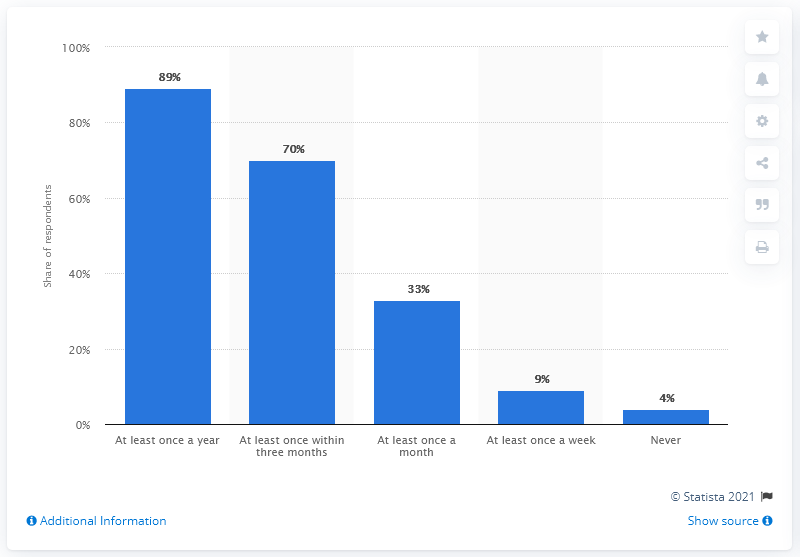 100%
80%
60%
40%
20%
0%
Share of respondents
89%
70%
33%
9%
4%
At least once a year
At least once within
three months
At least once a
month
At least once a week
Never
© Statista 2021
Additional Information
Show source